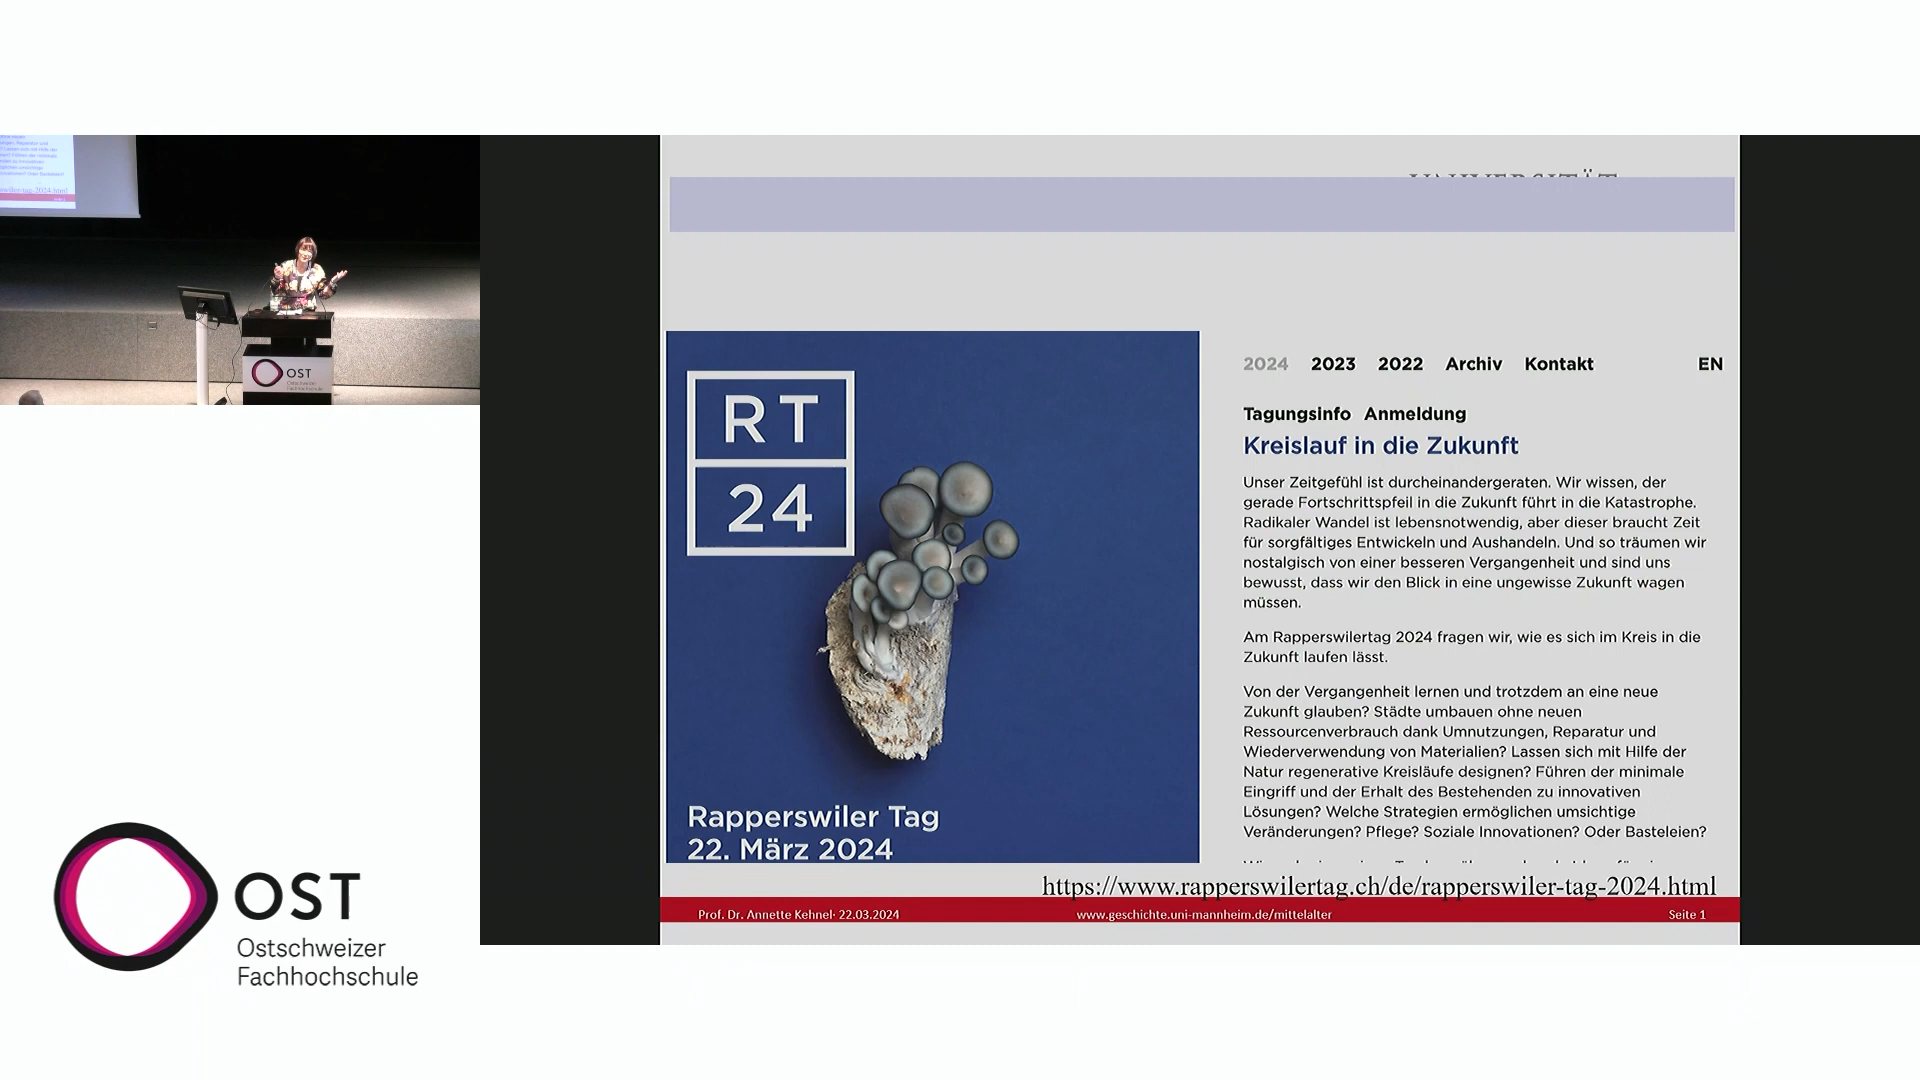 UNIVERSITÄT
RT
24
Rapperswiler Tag
22. März 2024
2024 2023 2022 Archiv Kontakt EN
Tagungsinfo Anmeldung
Kreislauf in die Zukunft
Unser Zeitgefühl ist durcheinandergeraten. Wir wissen, der
gerade Fortschrittspfeil in die Zukunft führt in die Katastrophe.
Radikaler Wandel ist lebensnotwendig, aber dieser braucht Zeit
für sorgfältiges Entwickeln und Aushandeln. Und so träumen wir
nostalgisch von einer besseren Vergangenheit und sind uns
bewusst, dass wir den Blick in eine ungewisse Zukunft wagen
müssen.
Am Rapperswilertag 2024 fragen wir, wie es sich im Kreis in die
Zukunft laufen lässt.
Von der Vergangenheit lernen und trotzdem an eine neue
Zukunft glauben? Städte umbauen ohne neuen
Ressourcenverbrauch dank Umnutzungen, Reparatur und
Wiederverwendung von Materialien? Lassen sich mit Hilfe der
Natur regenerative Kreisläufe designen? Führen der minimale
Eingriff und der Erhalt des Bestehenden zu innovativen
Lösungen? Welche Strategien ermöglichen umsichtige
Veränderungen? Pflege? Soziale Innovationen? Oder Basteleien?
https://www.rapperswilertag.ch/de/rapperswiler-tag-2024.html
Prof. Dr. Annette Kehnel· 22.03.2024 www.geschichte.uni-mannheim.de/mittelalter Seite 1
OST
Ostschweizer
Fachhochschule
OST
Ostschweizer
Fachhochschule